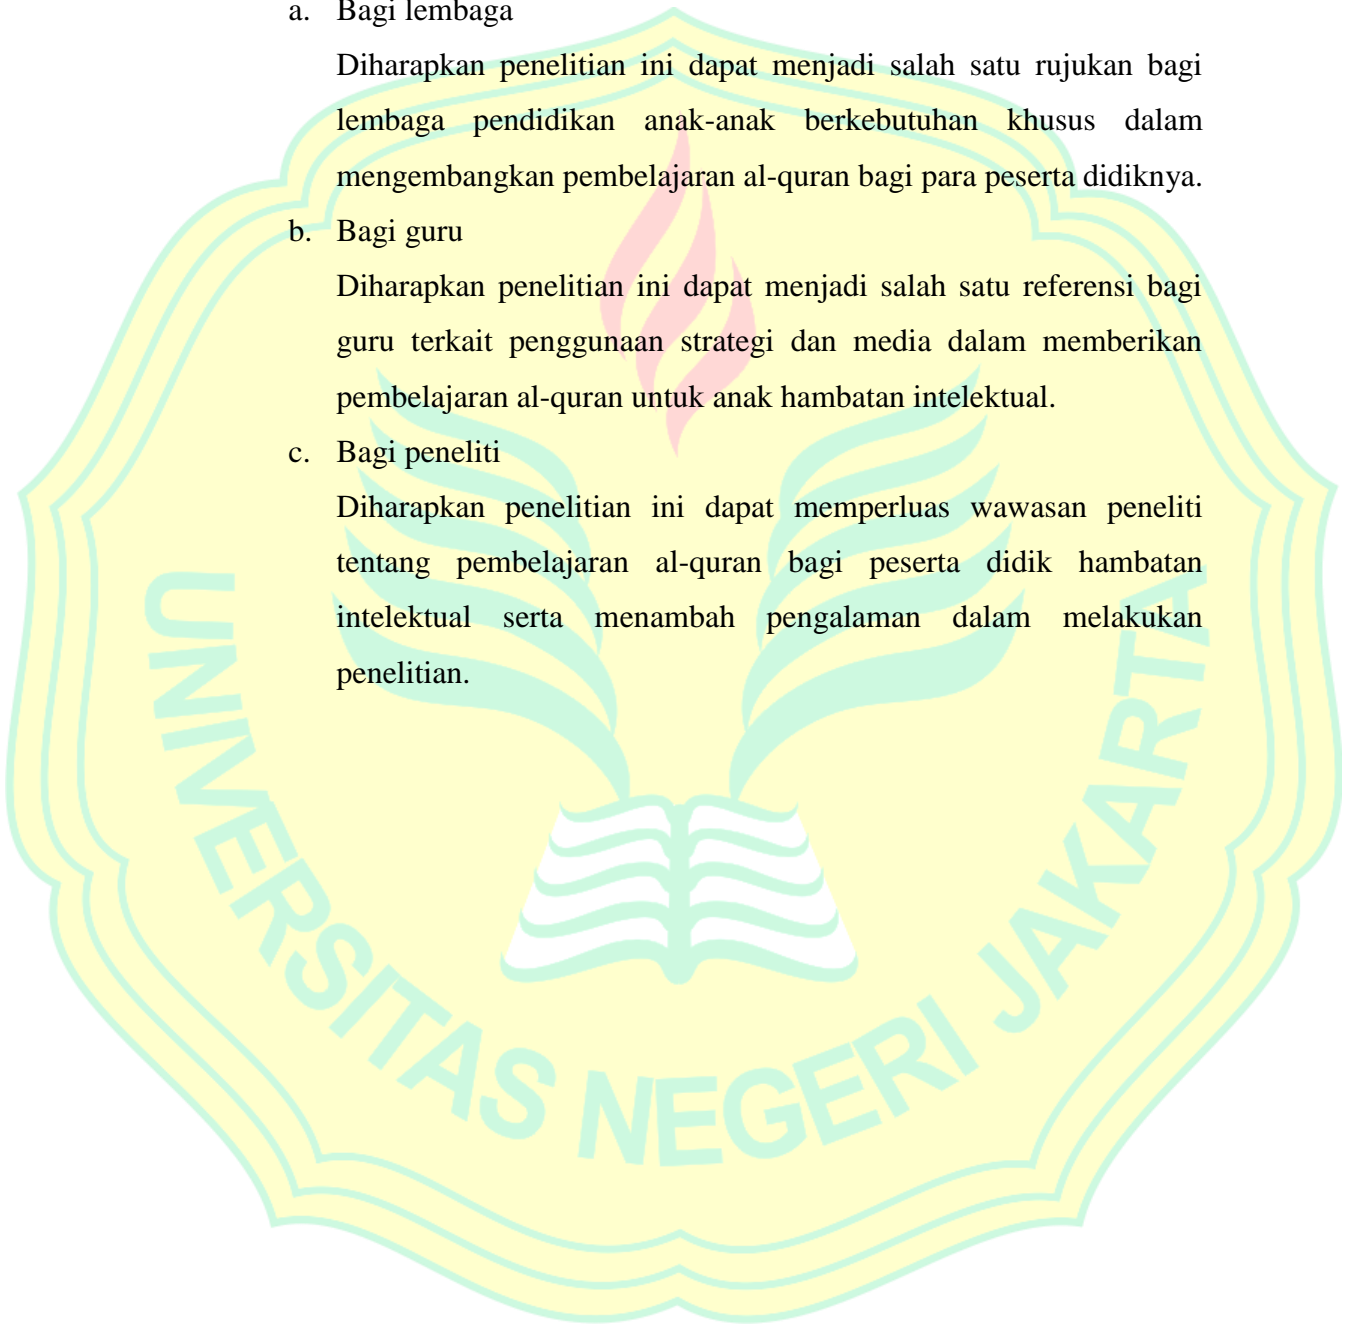 a. Bagi lembaga
Diharapkan penelitian ini dapat menjadi salah satu rujukan bagi
lembaga pendidikan anak-anak berkebutuhan khusus dalam
mengembangkan pembelajaran al-quran bagi para peserta didiknya.
b. Bagi guru
Diharapkan penelitian ini dapat menjadi salah satu referensi bagi
guru terkait penggunaan strategi dan media dalam memberikan
pembelajaran al-quran untuk anak hambatan intelektual.
c. Bagi peneliti
Diharapkan penelitian ini dapat memperluas wawasan peneliti
tentang pembelajaran al-quran bagi peserta didik hambatan
intelektual serta menambah pengalaman dalam melakukan
penelitian.
UNIVERSITAS NEGERI JAKARTA